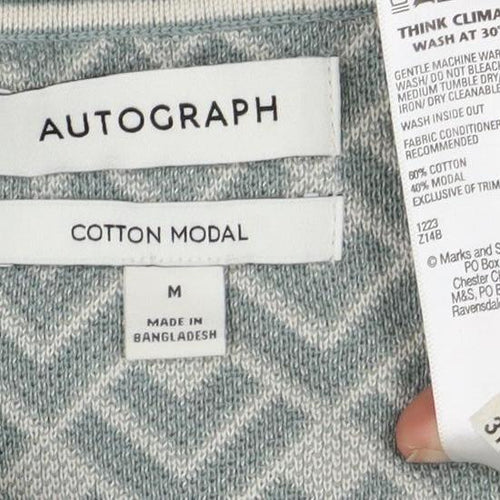 AUTOGRAPH
COTTON MODAL
M
MADE IN
BANGLADESH
THINK CLIMA
WASH AT 30°
GENTLE MACHINE WAR
WASH/ DO NOT BLEACH
MEDIUM TUMBLE DRY/
IRON/ DRY CLEANABLE
WASH INSIDE OUT
FABRIC CONDITIONER
RECOMMENDED
60% COTTON
40% MODAL
EXCLUSIVE OF TRIM
1223
Z14B
© Marks and S
PO Box
Chester C
M&S, PO B
Ravensdal